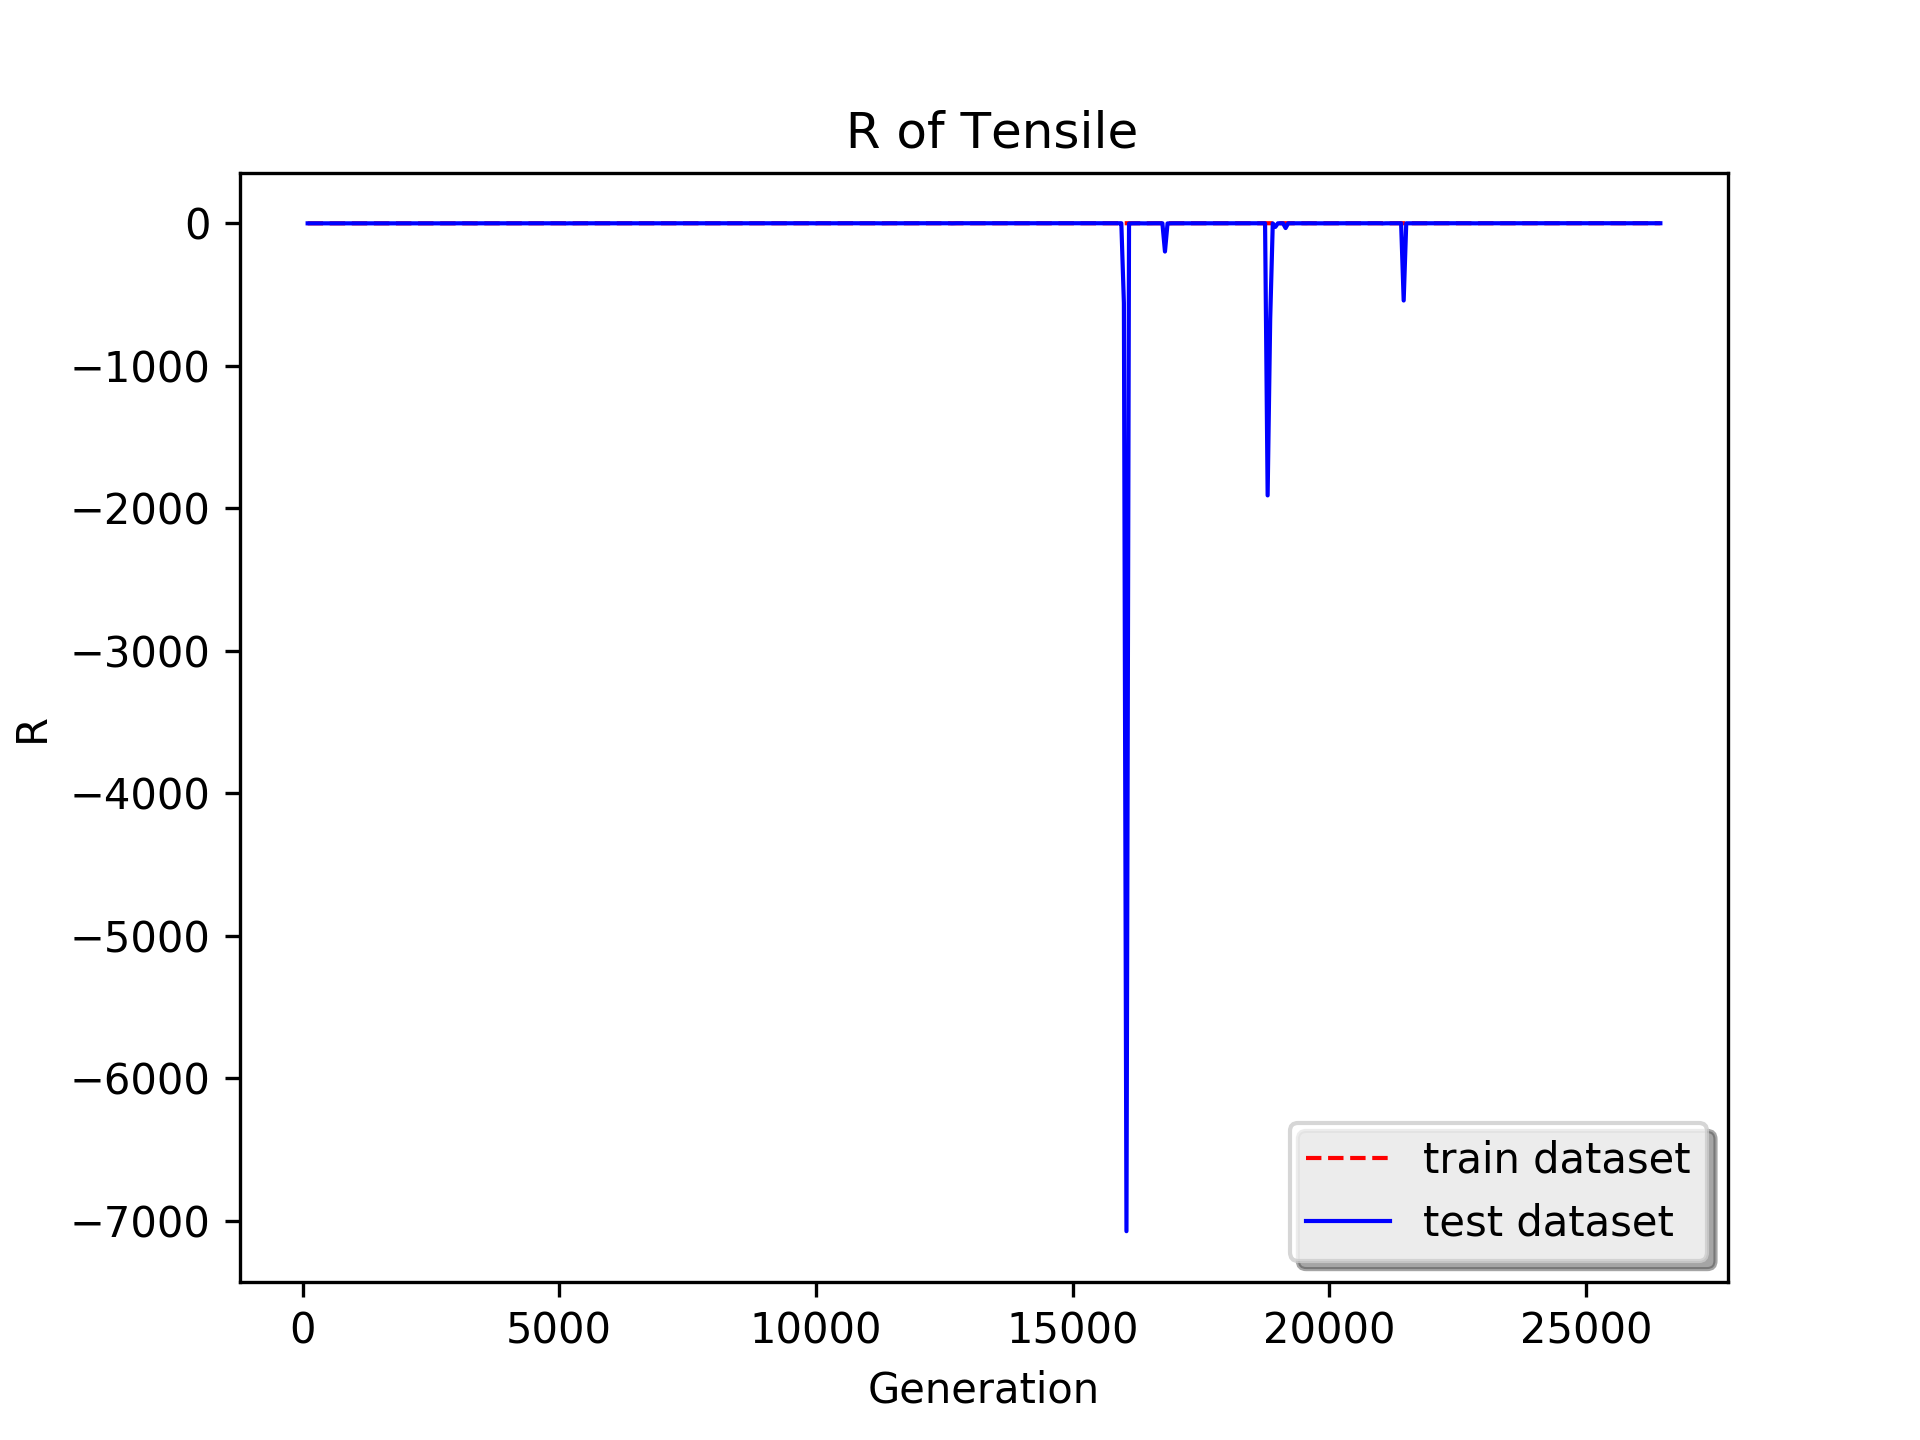 R of Tensile
0
−1000
−2000
−3000
−4000
−5000
−6000
−7000
R
train dataset
test dataset
0 5000 10000 15000 20000 25000
Generation